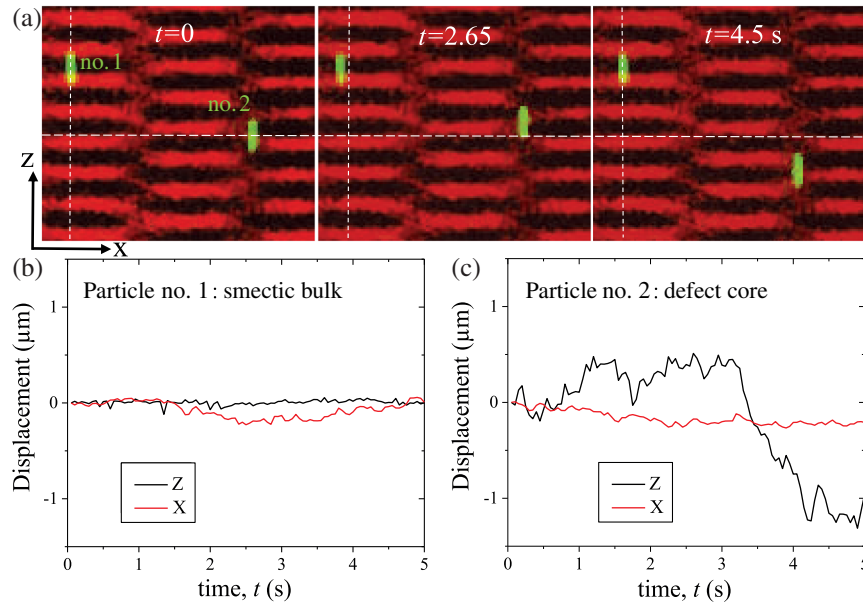 (a)
t=0
t=2.65
t=4.5 s
no. 1
no. 2
Z
X
(b)
Particle no. 1: smectic bulk
Displacement (μm)
1
0
-1
Z
X
0
1
2
3
4
5
time, t (s)
(c)
Particle no. 2: defect core
Displacement (μm)
1
0
-1
Z
X
0
1
2
3
4
5
time, t (s)